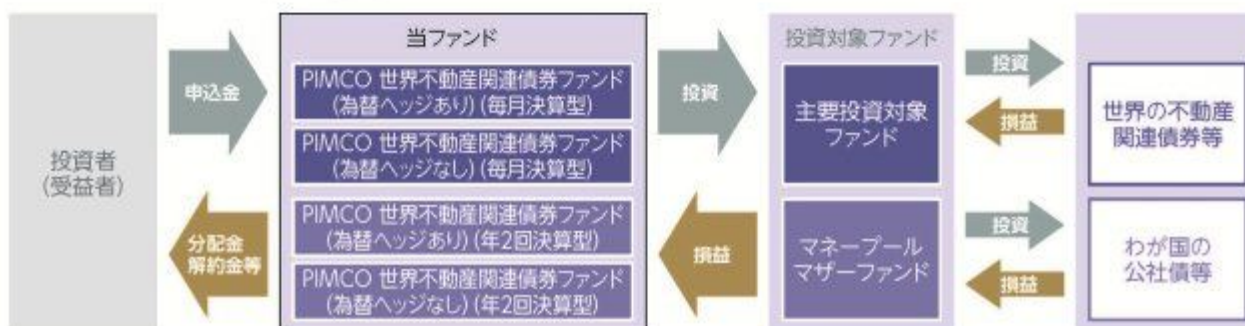 投資者
(受益者)
申込金
分配金
解約金等
当ファンド
PIMCO 世界不動産関連債券ファンド
(為替ヘッジあり) (毎月決算型)
PIMCO 世界不動産関連債券ファンド
(為替ヘッジなし) (毎月決算型)
PIMCO 世界不動産関連債券ファンド
(為替ヘッジあり) (年2回決算型)
PIMCO 世界不動産関連債券ファンド
(為替ヘッジなし) (年2回決算型)
投資
損益
投資対象ファンド
主要投資対象
ファンド
マネープール
マザーファンド
投資
損益
投資
損益
世界の不動産
関連債券等
わが国の
公社債等